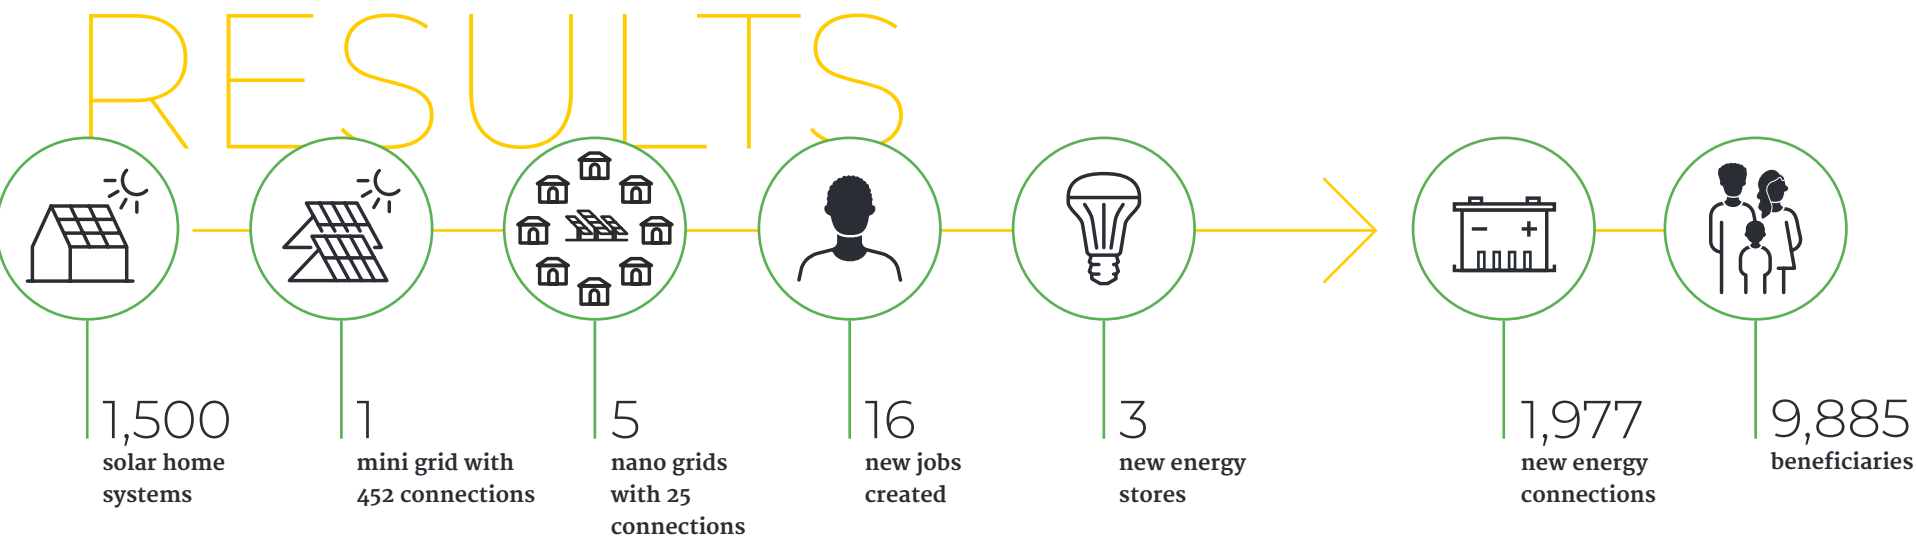 RESULTS
1,500
solar home
systems
1
mini grid with
452 connections
5
nano grids
with 25
connections
16
new jobs
created
3
new energy
stores
1,977
new energy
connections
9,885
beneficiaries